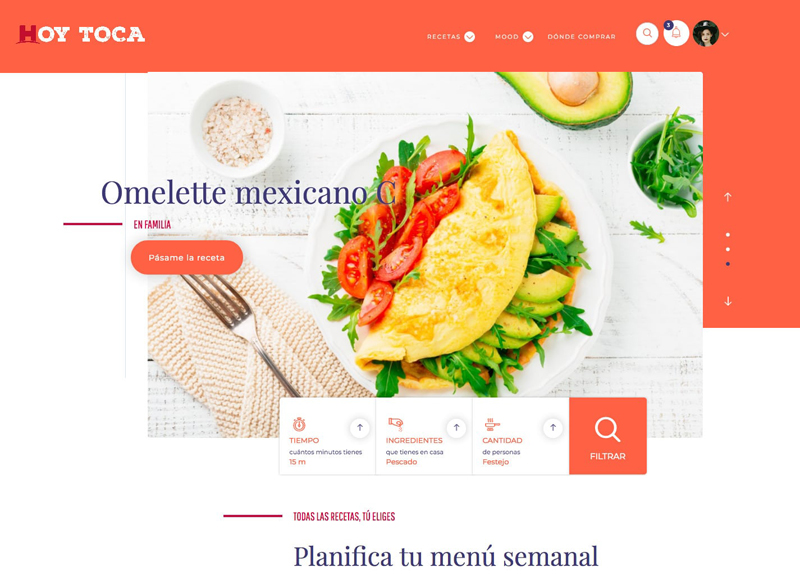 HOY TOCA
RECETAS
MOOD
DÓNDE COMPRAR
3
Omelette mexicano C
EN FAMILIA
Pásame la receta
TIEMPO
cuántos minutos tienes
15 m
INGREDIENTES
que tienes en casa
Pescado
CANTIDAD
de personas
Festejo
FILTRAR
TODAS LAS RECETAS, TÚ ELIGES
Planifica tu menú semanal